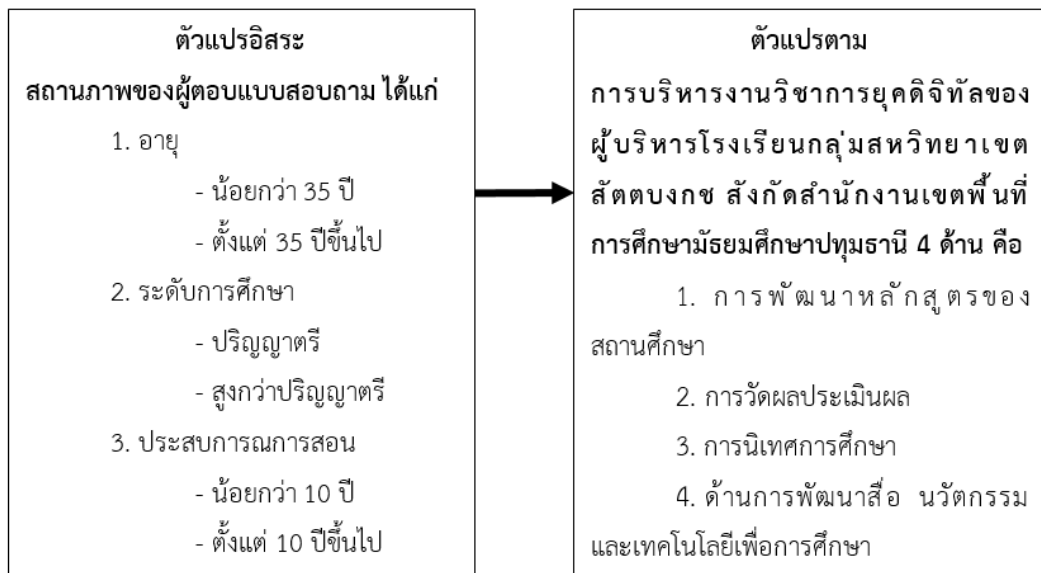 ตัวแปรอิสระ
สถานภาพของผู้ตอบแบบสอบถาม ได้แก่
1. อายุ
- น้อยกว่า 35 ปี
- ตั้งแต่ 35 ปีขึ้นไป
2. ระดับการศึกษา
- ปริญญาตรี
- สูงกว่าปริญญาตรี
3. ประสบการณการสอน
- น้อยกว่า 10 ปี
- ตั้งแต่ 10 ปีขึ้นไป
ตัวแปรตาม
การบริหารงานวิชาการยุคดิจิทัลของ
ผู้บริหารโรงเรียนกลุ่มสหวิทยาเขต
สัตตบงกช สังกัดสำนักงานเขตพื้นที่
การศึกษามัธยมศึกษาปทุมธานี 4 ด้าน คือ
1. การพัฒนาหลักสูตรของ
สถานศึกษา
2. การวัดผลประเมินผล
3. การนิเทศการศึกษา
4. ด้านการพัฒนาสื่อ นวัตกรรม
และเทคโนโลยีเพื่อการศึกษา